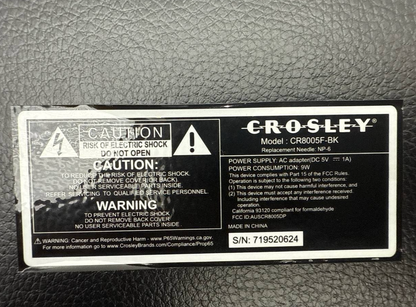 CAUTION
RISK OF ELECTRIC SHOCK
DO NOT OPEN
CAUTION:
TO REDUCE THE RISK OF ELECTRIC SHOCK,
DO NOT REMOVE COVER (OR BACK)
NO USER SERVICEABLE PARTS INSIDE.
REFER SERVICING TO QUALIFIED SERVICE PERSONNEL.
WARNING
TO PREVENT ELECTRIC SHOCK
DO NOT REMOVE COVER
NO USER SERVICEABLE PARTS INSIDE
WARNING: Cancer and Reproductive Harm - www.P65Warnings.ca.gov.
For more information go to www.CrosleyBrands.com/Compliance/Prop65
CROSLEY®
Model : CR8005F-BK
Replacement Needle: NP-6
POWER SUPPLY: AC adapter(DC 5V ⎓ 1A)
POWER CONSUMPTION: 9W
This device complies with Part 15 of the FCC Rules.
Operation is subject to the following two conditions:
(1) This device may not cause harmful interference, and
(2) This device must accept any interference received
Including interference that may cause undesired
operation.
California 93120 compliant for formaldehyde
FCC ID:AUSCR8005DP
MADE IN CHINA
S/N: 719520624